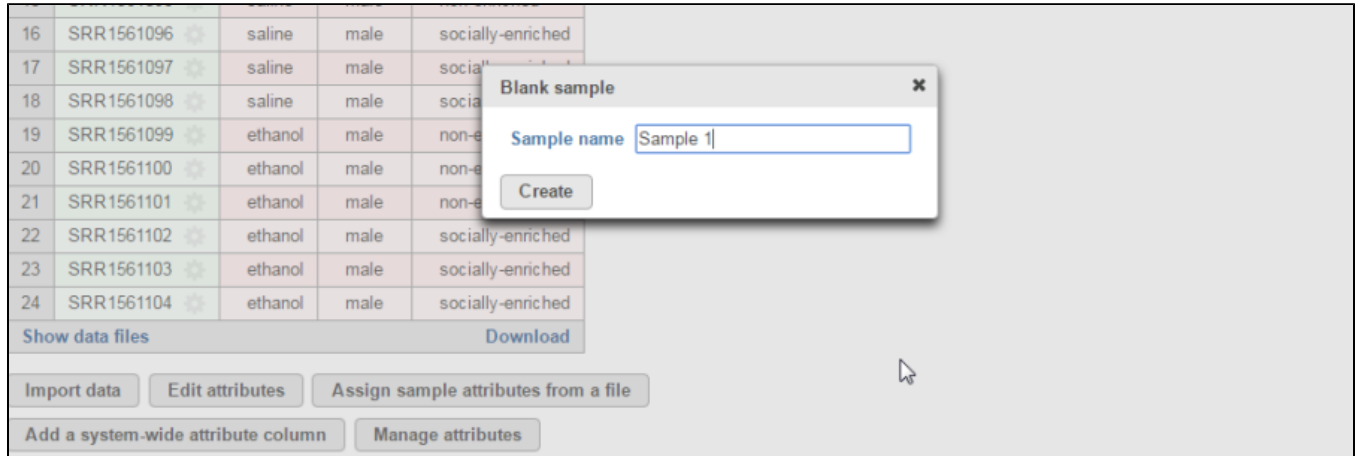 16 SRR1561096 saline male socially-enriched
17 SRR1561097 saline male
18 SRR1561098 saline male
19 SRR1561099 ethanol male
20 SRR1561100 ethanol male
21 SRR1561101 ethanol male
22 SRR1561102 ethanol male socially-enriched
23 SRR1561103 ethanol male socially-enriched
24 SRR1561104 ethanol male socially-enriched
Show data files Download
Blank sample
Sample name Sample 1
Create
Import data Edit attributes Assign sample attributes from a file
Add a system-wide attribute column Manage attributes